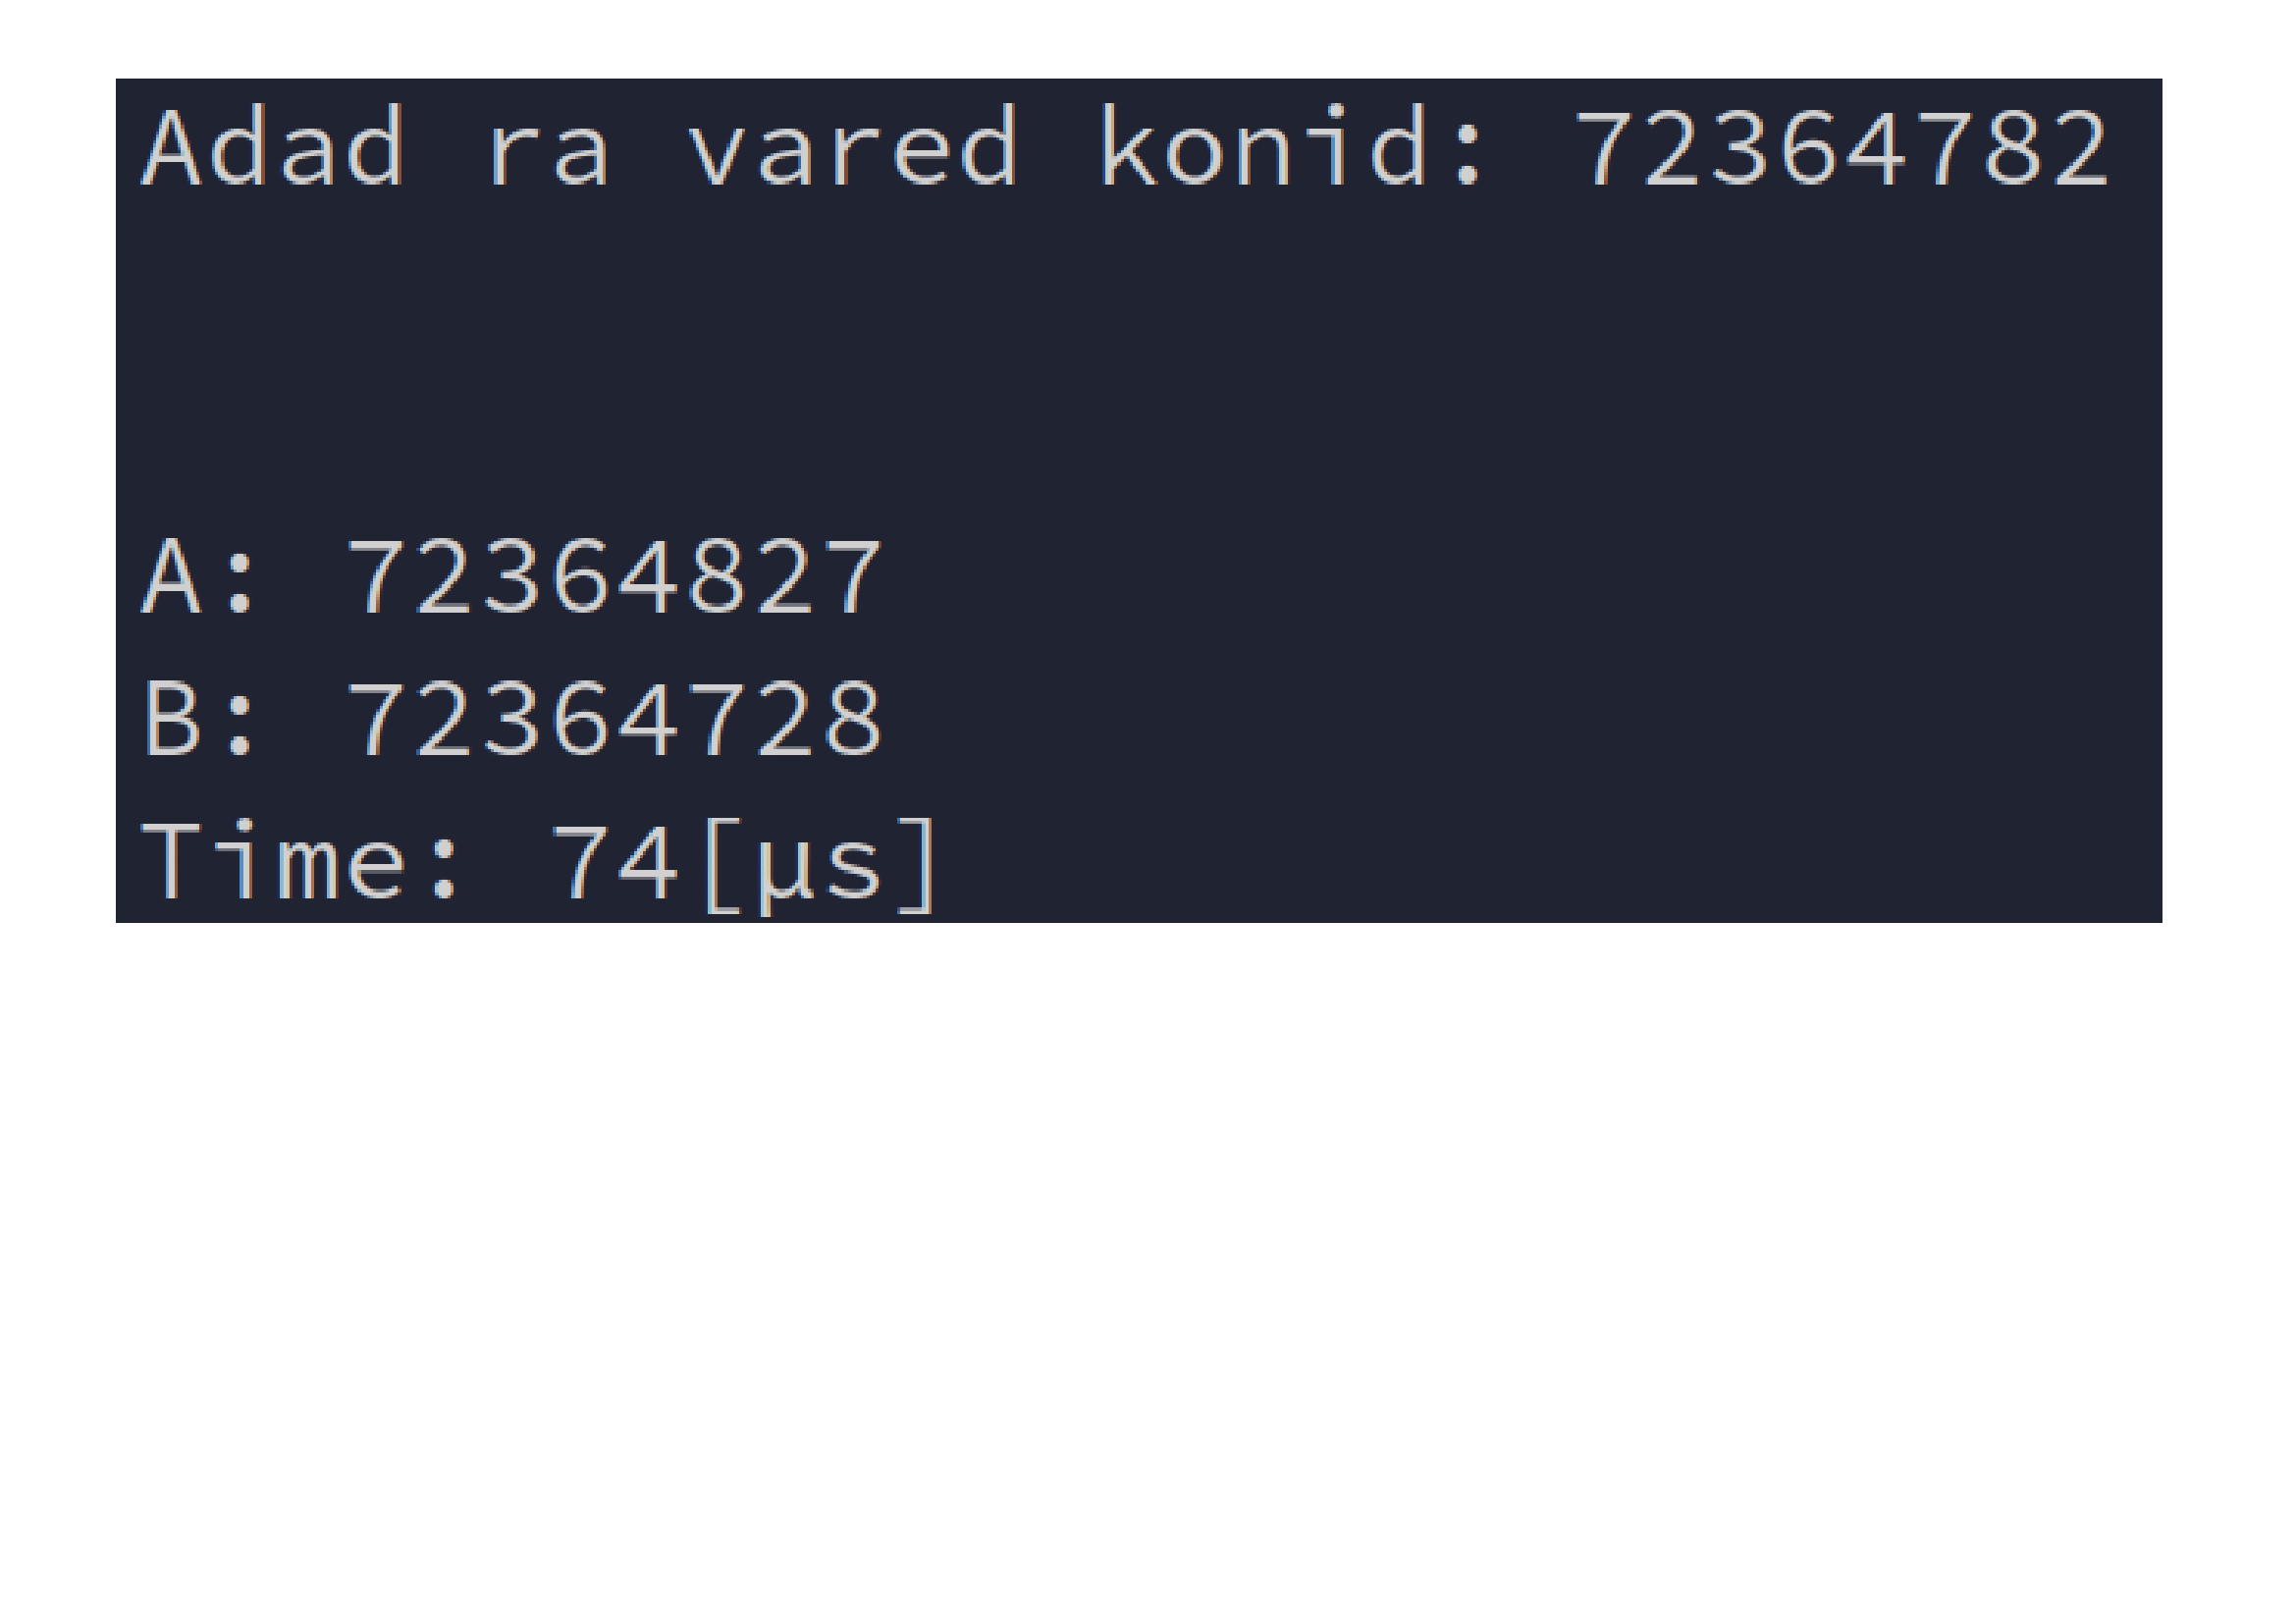 Adad ra vared konid: 72364782
A: 72364827
B: 72364728
Time: 74[µs]